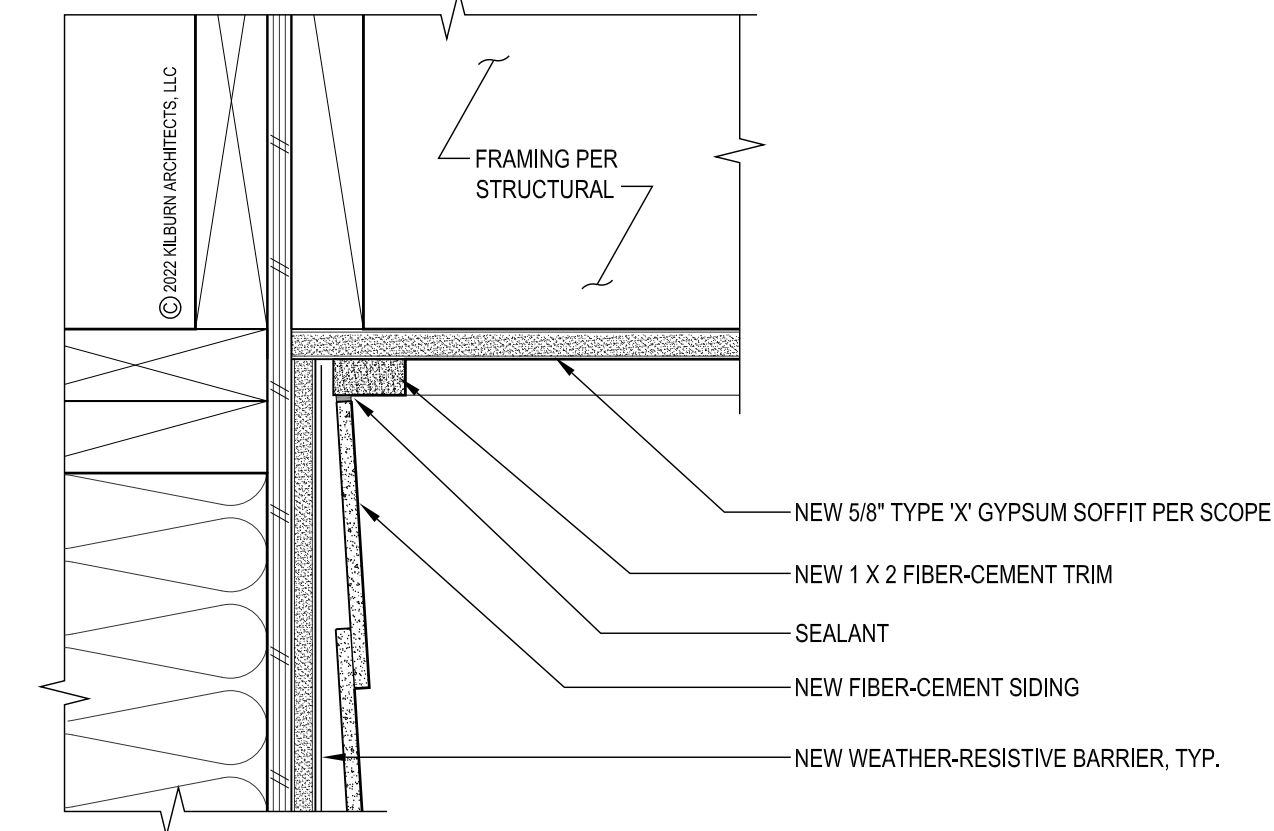 © 2022 KILBURN ARCHITECTS, LLC
FRAMING PER
STRUCTURAL
NEW 5/8" TYPE 'X' GYPSUM SOFFIT PER SCOPE
NEW 1 X 2 FIBER-CEMENT TRIM
SEALANT
NEW FIBER-CEMENT SIDING
NEW WEATHER-RESISTIVE BARRIER, TYP.